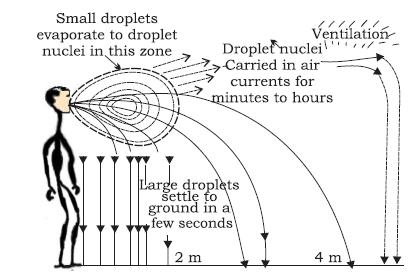 Small droplets
evaporate to droplet
nuclei in this zone
Droplet nuclei
Carried in air
currents for
minutes to hours
Ventilation
Large droplets
settle to
ground in a
few seconds
2 m
4 m